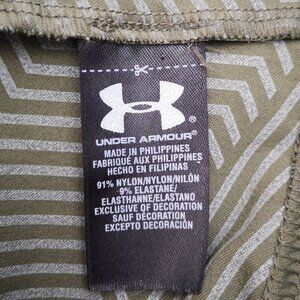 UNDER ARMOUR®
MADE IN PHILIPPINES
FABRIQUÉ AUX PHILIPPINES
HECHO EN FILIPINAS
91% NYLON/NYLON/NILÓN
9% ELASTANE/
ELASTHANNE/ELASTANO
EXCLUSIVE OF DECORATION
SAUF DÉCORATION
EXCEPTO DECORACIÓN